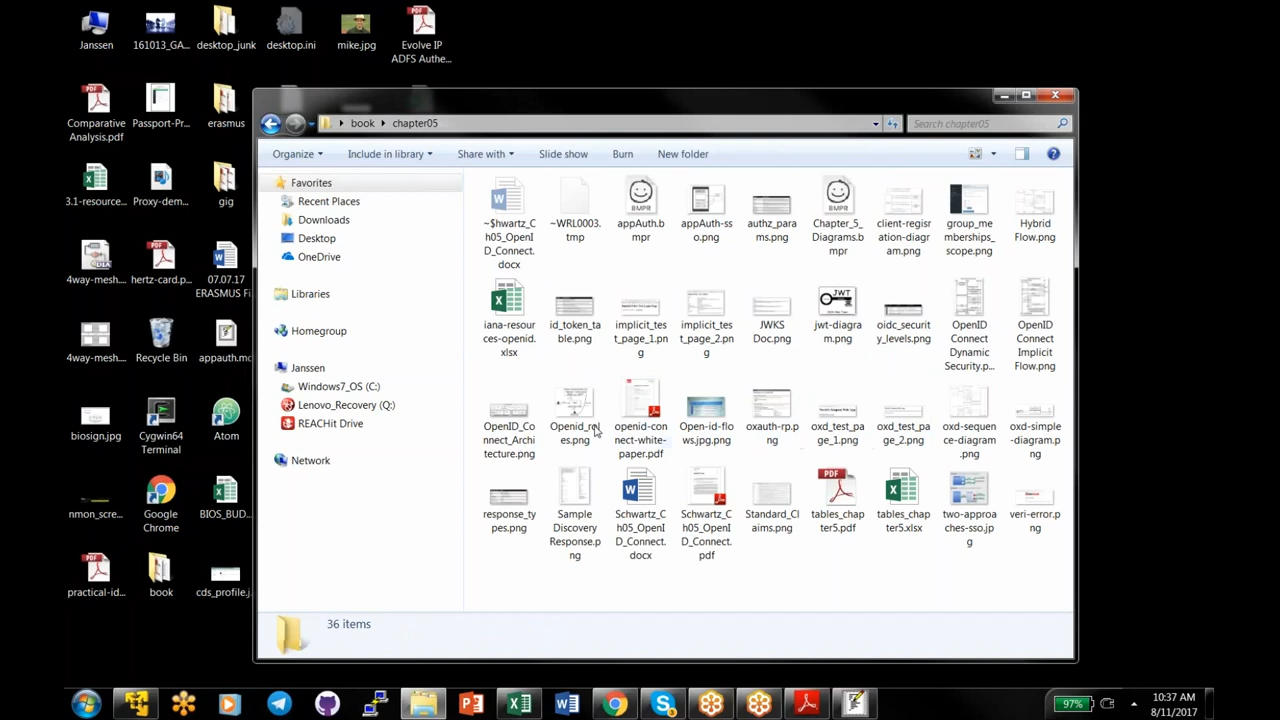 Janssen
161013_GA...
desktop_junk
desktop.ini
mike.jpg
Evolve IP
ADFS Authe...
Comparative
Analysis.pdf
Passport-Pr...
erasmus
3.1-resource...
Proxy-dem...
gig
4way-mesh...
hertz-card.p...
07.07.17
ERASMUS Fi
4way-mesh...
Recycle Bin
appauth.mo
biosign.jpg
Cygwin64
Terminal
Atom
nmon_scre...
Google
Chrome
BIOS_BUD
practical-id...
book
cds_profile.j
book
chapter05
Search chapter05
Organize
Include in library
Share with
Slide show
Burn
New folder
Favorites
Recent Places
Downloads
Desktop
OneDrive
Libraries
Homegroup
Janssen
Windows7_OS (C:)
Lenovo_Recovery (Q:)
REACHit Drive
Network
~$hwartz_C
h05_OpenI
D_Connect.
docx
~WRL0003.
tmp
BMPR
appAuth.b
mpr
appAuth-ss
o.png
authz_para
ms.png
BMPR
Chapter_5_
Diagrams.b
mpr
client-regisr
ation-diagr
am.png
group_me
mberships_
scope.png
Hybrid
Flow.png
iana-resour
ces-openid.
xlsx
id_token_ta
ble.png
implicit_tes
t_page_1.pn
g
implicit_tes
t_page_2.pn
g
JWKS
Doc.png
JWT
jwt-diagra
m.png
oidc_securit
y_levels.png
OpenID
Connect
Dynamic
Security.p...
OpenID
Connect
Implicit
Flow.png
OpenID_Co
nnect_Archi
tecture.png
Openid_rol
es.png
openid-con
nect-white-
paper.pdf
Open-id-flo
ws.jpg.png
oxauth-rp.p
ng
oxd_test_pa
ge_1.png
oxd_test_pa
ge_2.png
oxd-sequen
ce-diagram
.png
oxd-simple
-diagram.p
ng
response_ty
pes.png
Sample
Discovery
Response.p
ng
Schwartz_C
h05_OpenI
D_Connect.
docx
Schwartz_C
h05_OpenI
D_Connect.
pdf
Standard_Cl
aims.png
tables_chap
ter5.pdf
tables_chap
ter5.xlsx
two-approa
ches-sso.jp
g
veri-error.p
ng
36 items
97%
10:37 AM
8/11/2017